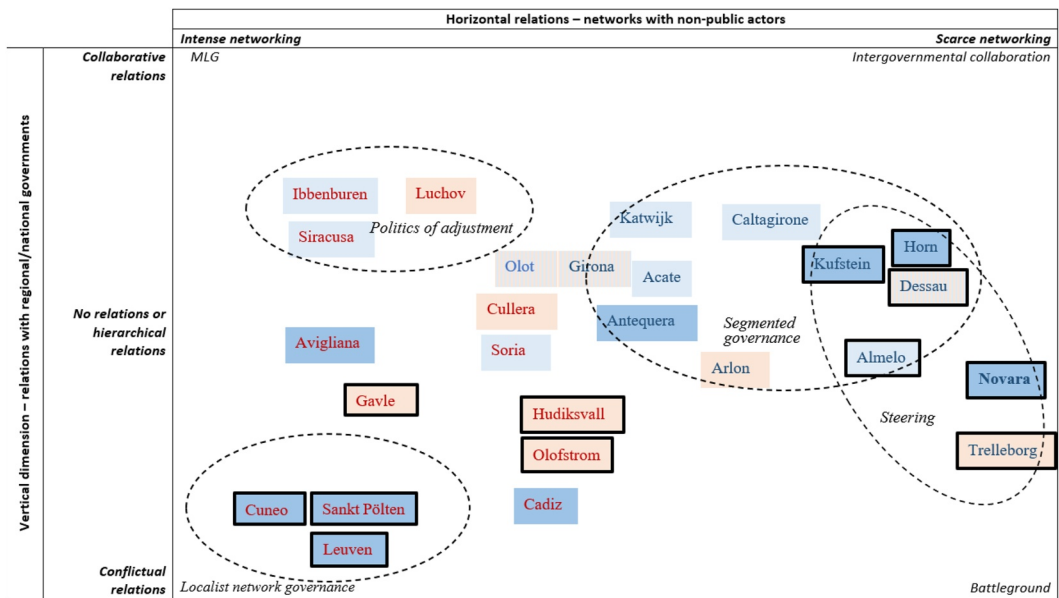 Horizontal relations – networks with non-public actors
Intense networking
Scarce networking
Collaborative
relations
MLG
Intergovernmental collaboration
Vertical dimension – relations with regional/national governments
Ibbenburen
Luchov
Siracusa
Politics of adjustment
Katwijk
Caltagirone
Horn
Kufstein
Olot
Girona
Acate
Dessau
Cullera
No relations or
hierarchical
relations
Antequera
Segmented
governance
Avigliana
Soria
Arlon
Almelo
Novara
Gavle
Hudiksvall
Steering
Olofstrom
Trelleborg
Cuneo
Sankt Pölten
Cadiz
Leuven
Conflictual
relations
Localist network governance
Battleground